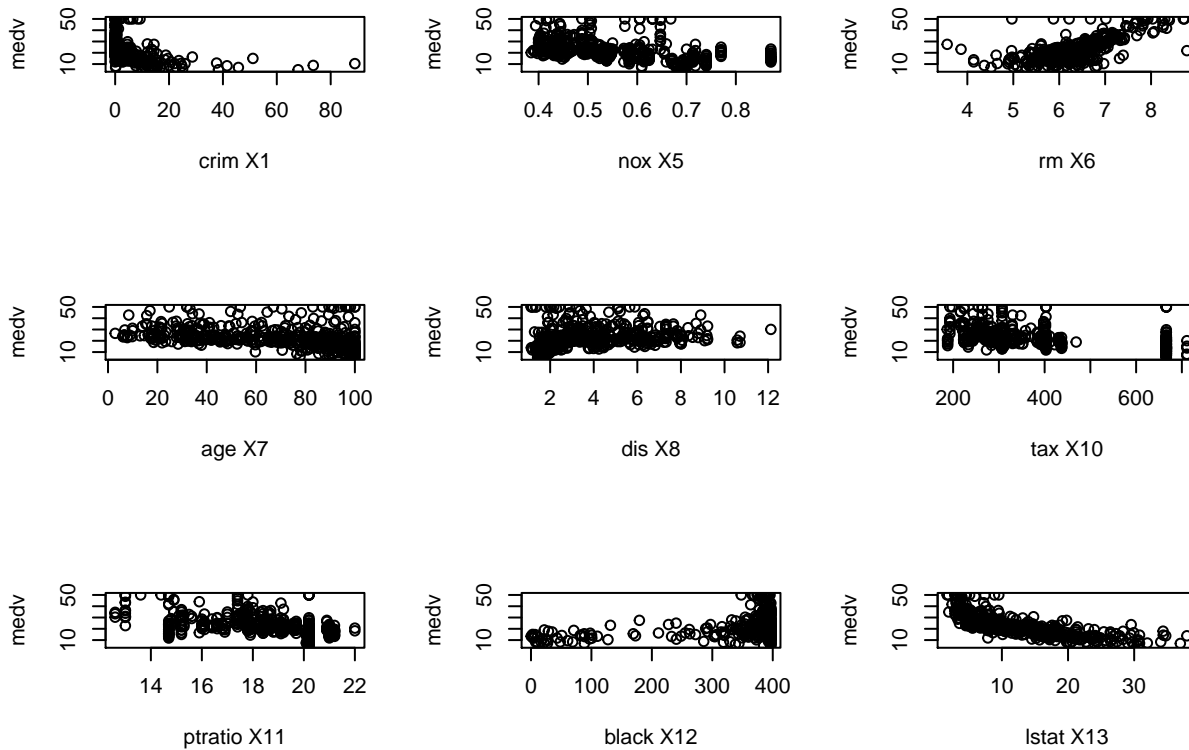 medv
50
10
0 20 40 60 80
crim X1
medv
50
10
0.4 0.5 0.6 0.7 0.8
nox X5
medv
50
10
4 5 6 7 8
rm X6
medv
50
10
0 20 40 60 80 100
age X7
medv
50
10
2 4 6 8 10 12
dis X8
medv
50
10
200 400 600
tax X10
medv
50
10
14 16 18 20 22
ptratio X11
medv
50
10
0 100 200 300 400
black X12
medv
50
10
10 20 30
lstat X13